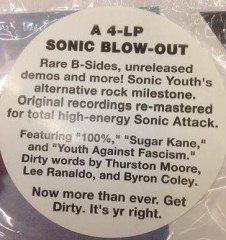 A 4-LP
SONIC BLOW-OUT
Rare B-Sides, unreleased
demos and more! Sonic Youth's
alternative rock milestone.
Original recordings re-mastered
for total high-energy Sonic Attack.
Featuring "100%," "Sugar Kane,"
and "Youth Against Fascism."
Dirty words by Thurston Moore,
Lee Ranaldo, and Byron Coley.
Now more than ever. Get
Dirty. It's yr right.